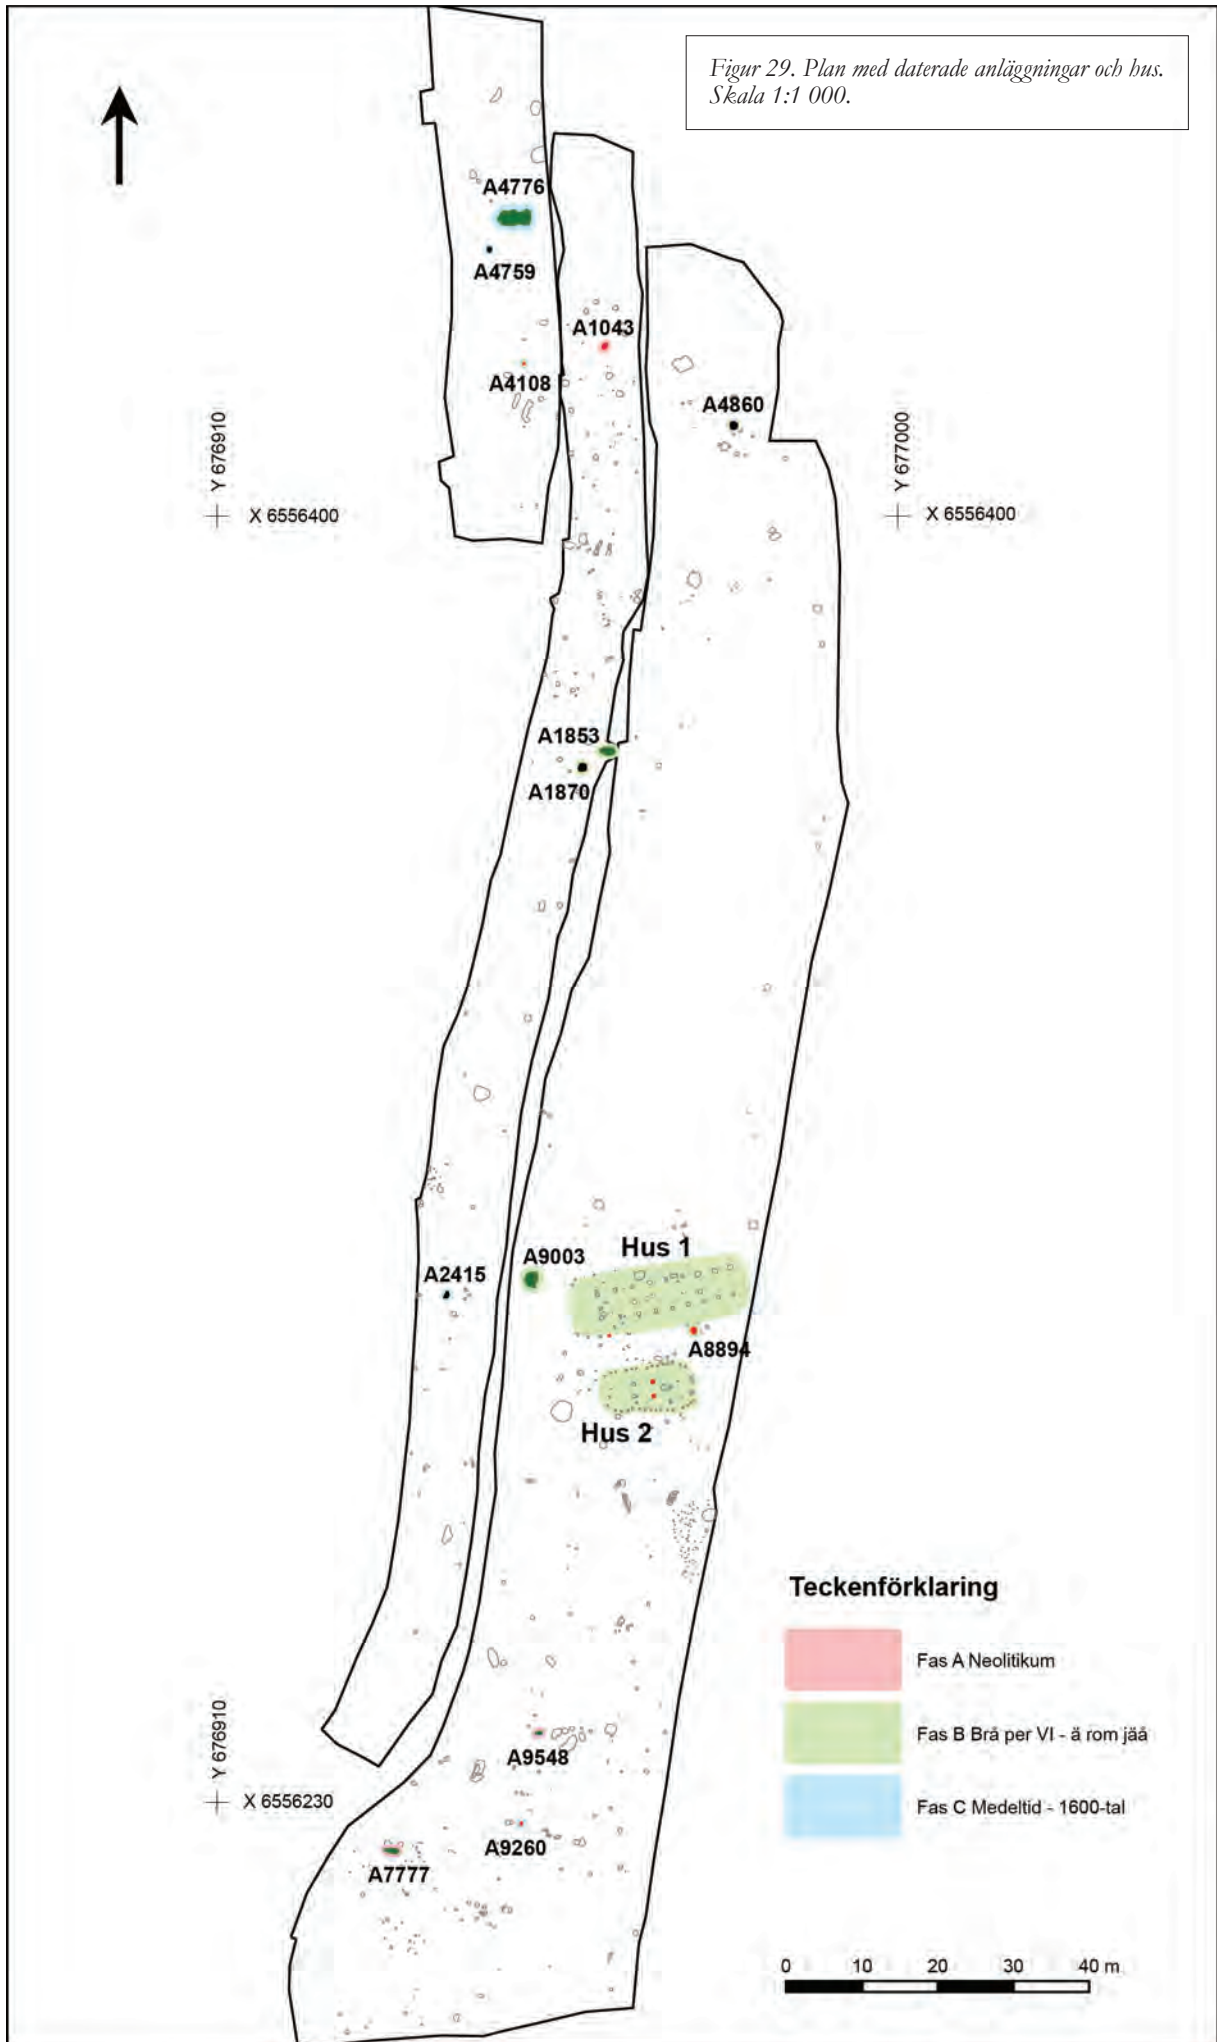 Figur 29. Plan med daterade anläggningar och hus.
Skala 1:1 000.
A4776
A4759
A1043
A4108
A4860
Y 676910
X 6556400
Y 677000
X 6556400
A1853
A1870
Hus 1
A9003
A2415
A8894
Hus 2
Teckenförklaring
Fas A Neolitikum
Fas B Brå per VI - ä rom jäå
Fas C Medeltid - 1600-tal
Y 676910
X 6556230
A9548
A9260
A7777
0 10 20 30 40 m